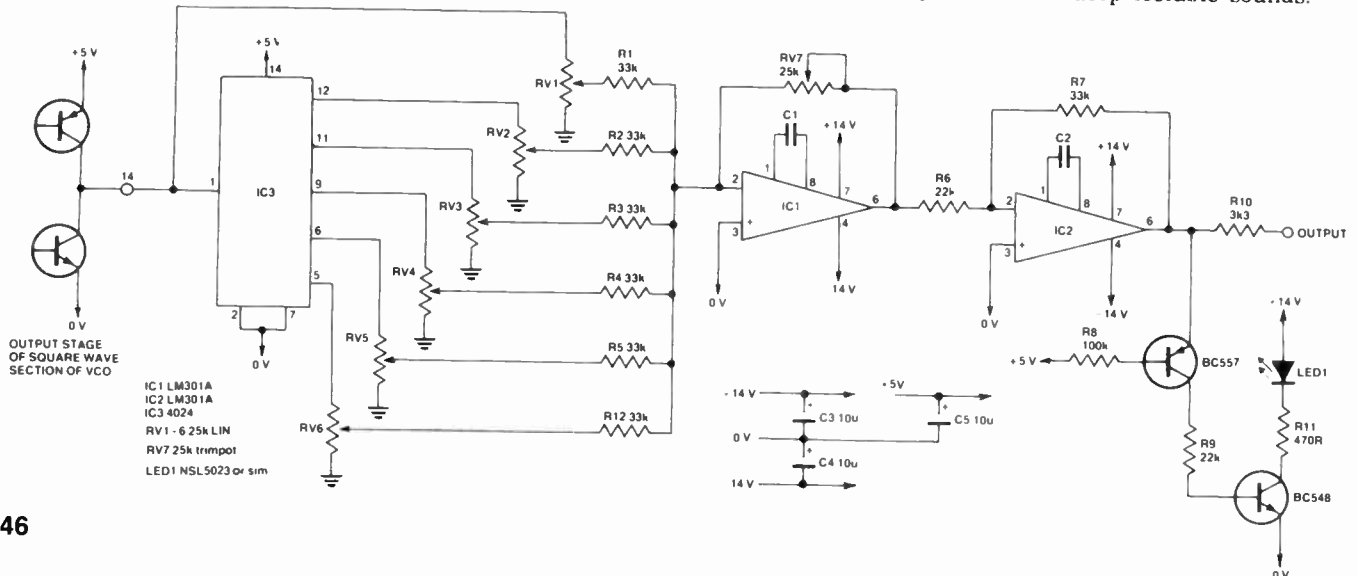 sounds.
+5 V
14
0 V
OUTPUT STAGE
OF SQUARE WAVE
SECTION OF VCO
+5 V
14
1
IC3
12
11
9
6
5
2
7
0 V
IC1 LM301A
IC2 LM301A
IC3 4024
RV1 - 6 25k LIN
RV7 25k trimpot
LED1 NSL5023 or sim
RV1
RV2
RV3
RV4
RV5
RV6
R1
33k
R2 33k
R3 33k
R4 33k
R5 33k
R12 33k
RV7
25k
C1
+14 V
1
8
2
7
IC1
6
3
+
4
0 V
14 V
R6
22k
R7
33k
C2
+14 V
1
8
2
7
IC2
6
3
+
4
0 V
14 V
R10
3k3
OUTPUT
R8
100k
+5 V
BC557
14 V
LED1
R11
470R
R9
22k
BC548
0 V
14 V
+
C3 10u
0 V
+
C4 10u
14 V
+5V
+
C5 10u
46